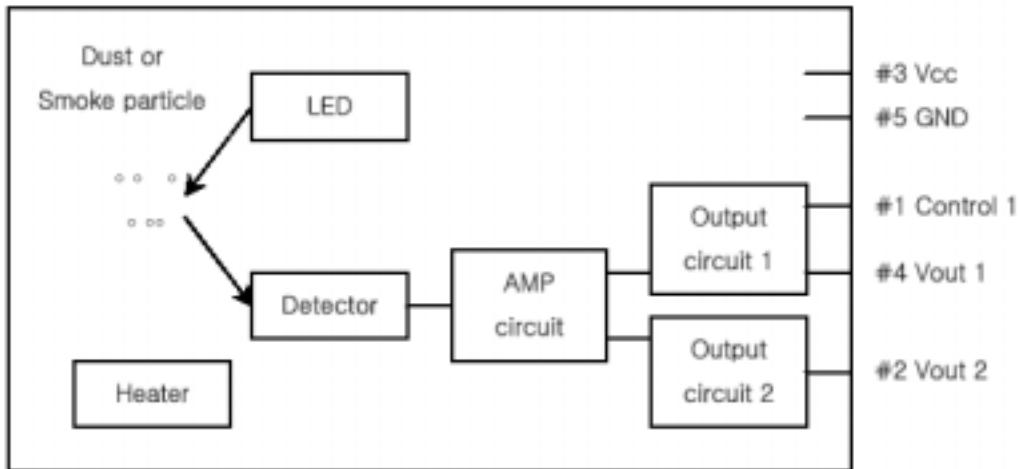 Dust or
Smoke particle
LED
Detector
Heater
AMP
circuit
Output
circuit 1
Output
circuit 2
#3 Vcc
#5 GND
#1 Control 1
#4 Vout 1
#2 Vout 2